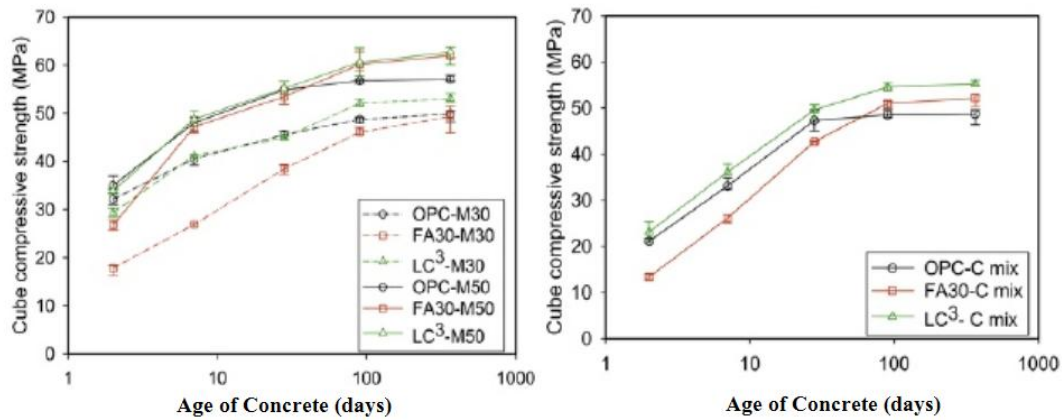 Cube compressive strength (MPa)
70
60
50
40
30
20
10
0
1
10
100
1000
Age of Concrete (days)
OPC-M30
FA30-M30
LC³-M30
OPC-M50
FA30-M50
LC³-M50
Cube compressive strength (MPa)
70
60
50
40
30
20
10
0
1
10
100
1000
Age of Concrete (days)
OPC-C mix
FA30-C mix
LC³- C mix